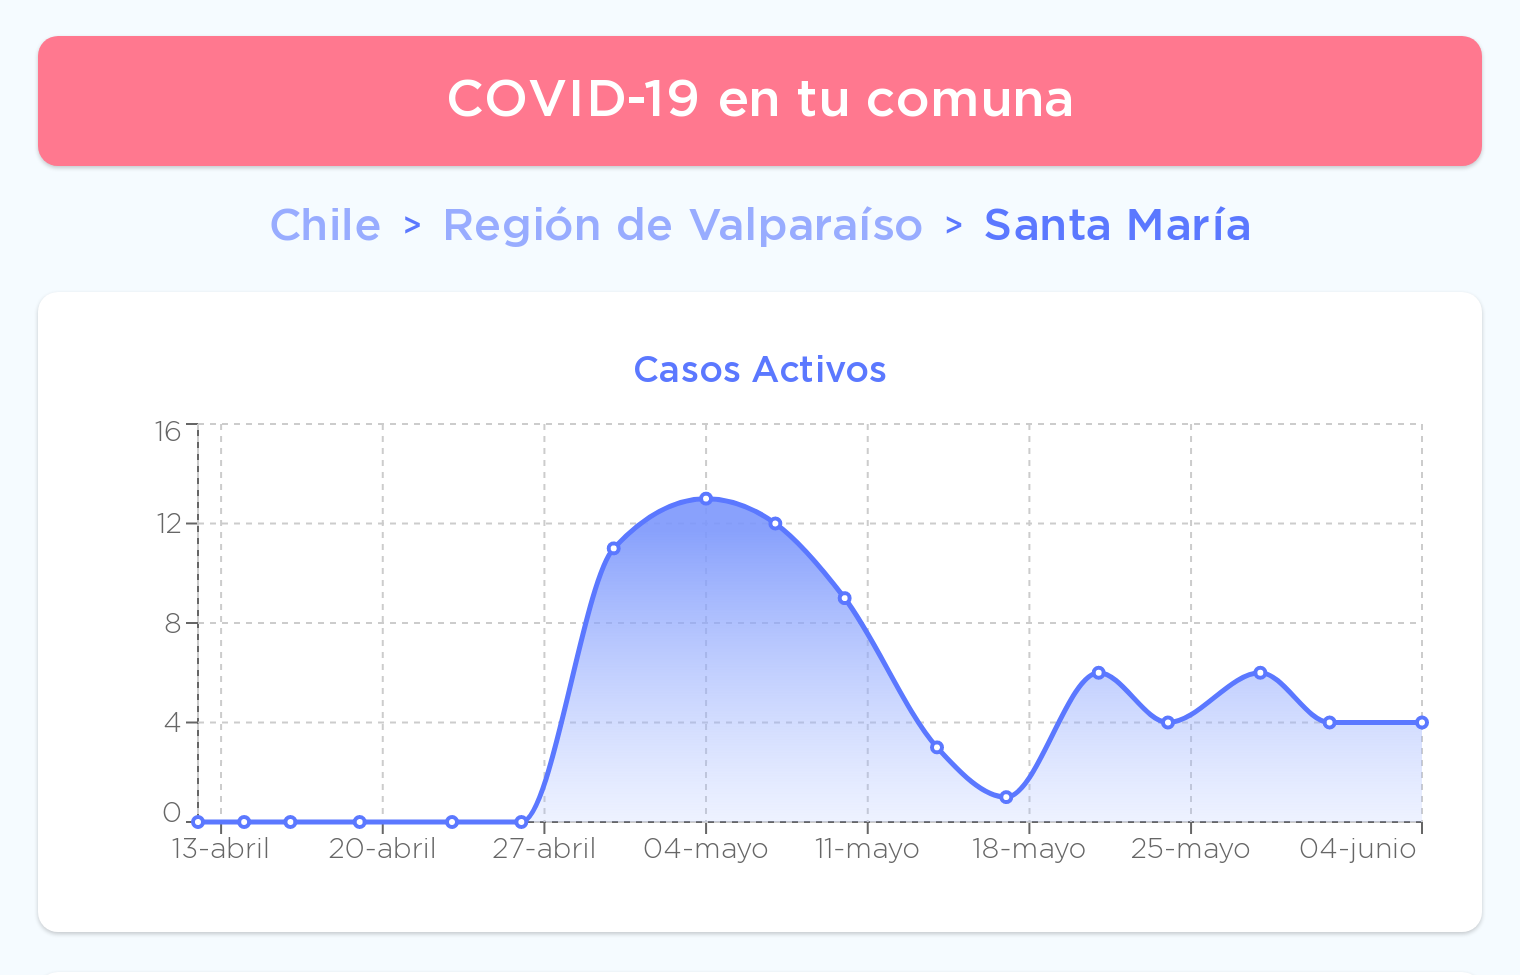 COVID-19 en tu comuna
Chile > Región de Valparaíso > Santa María
Casos Activos
16
12
8
4
0
13-abril 20-abril 27-abril 04-mayo 11-mayo 18-mayo 25-mayo 04-junio